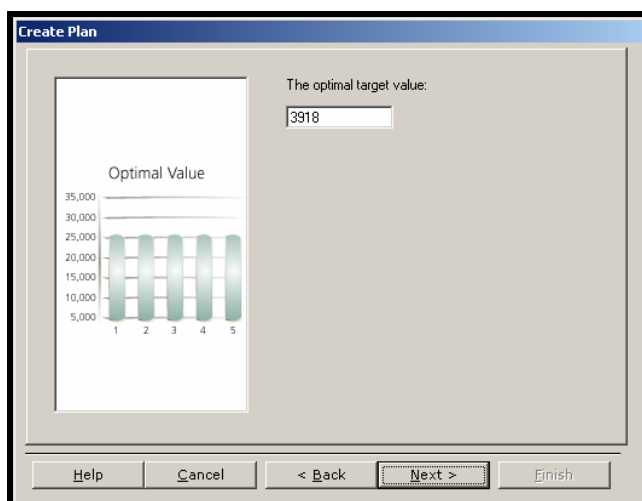 Create Plan
The optimal target value:
3918
Optimal Value
35,000
30,000
25,000
20,000
15,000
10,000
5,000
1 2 3 4 5
Help Cancel < Back Next > Finish